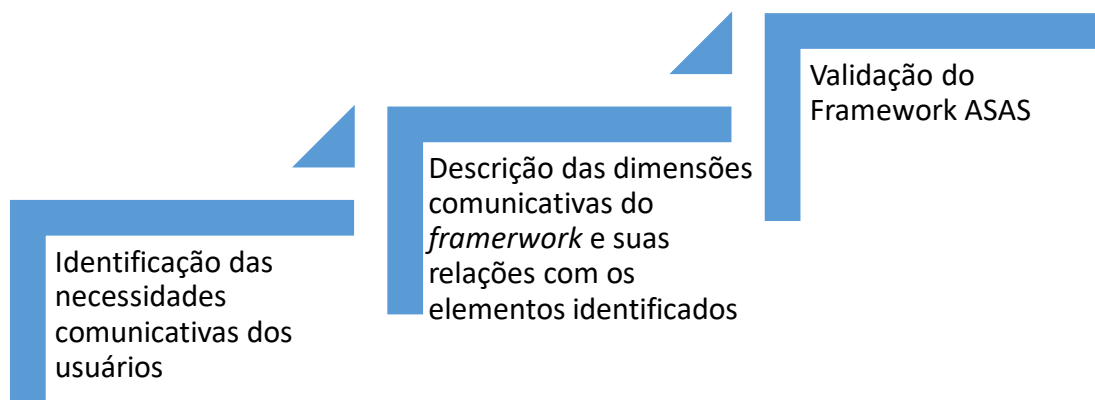 Identificação das
necessidades
comunicativas dos
usuários
Descrição das dimensões
comunicativas do
framerwork e suas
relações com os
elementos identificados
Validação do
Framework ASAS